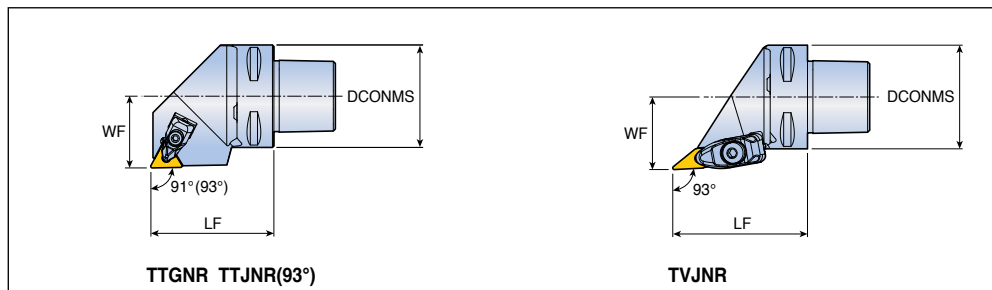 DCONMS
WF
91°(93°)
LF
TTGNR TTJNR(93°)
DCONMS
WF
93°
LF
TVJNR